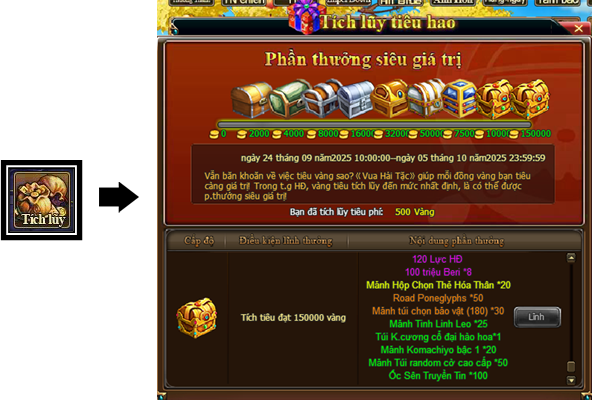 Tích lũy tiêu hao
Phần thưởng siêu giá trị
0 2000 4000 8000 1600 3200 5000 7500 1000 150000
ngày 24 tháng 09 năm2025 10:00:00--ngày 05 tháng 10 năm2025 23:59:59
Vẫn băn khoăn về việc tiêu vàng sao?《Vua Hải Tặc》giúp mỗi đồng vàng bạn tiêu
càng giá trị! Trong t.g HĐ, vàng tiêu tích lũy đến mức nhất định, là có thể được
p.thưởng siêu giá trị!
Bạn đã tích lũy tiêu phí: 500 Vàng
Tích lũy
Cấp độ Điều kiện lĩnh thưởng Nội dung phần thưởng
120 Lực HĐ
100 triệu Beri *8
Mảnh Hộp Chọn Thẻ Hóa Thân *20
Road Poneglyphs *50
Mảnh túi chọn bảo vật (180) *30
Tích tiêu đạt 150000 vàng
Lĩnh
Mảnh Tinh Linh Leo *25
Túi K.cương cổ đại hảo hoa*1
Mảnh Komachiyo bậc 1 *20
Mảnh Túi random cờ cao cấp *50
Ốc Sên Truyền Tin *100